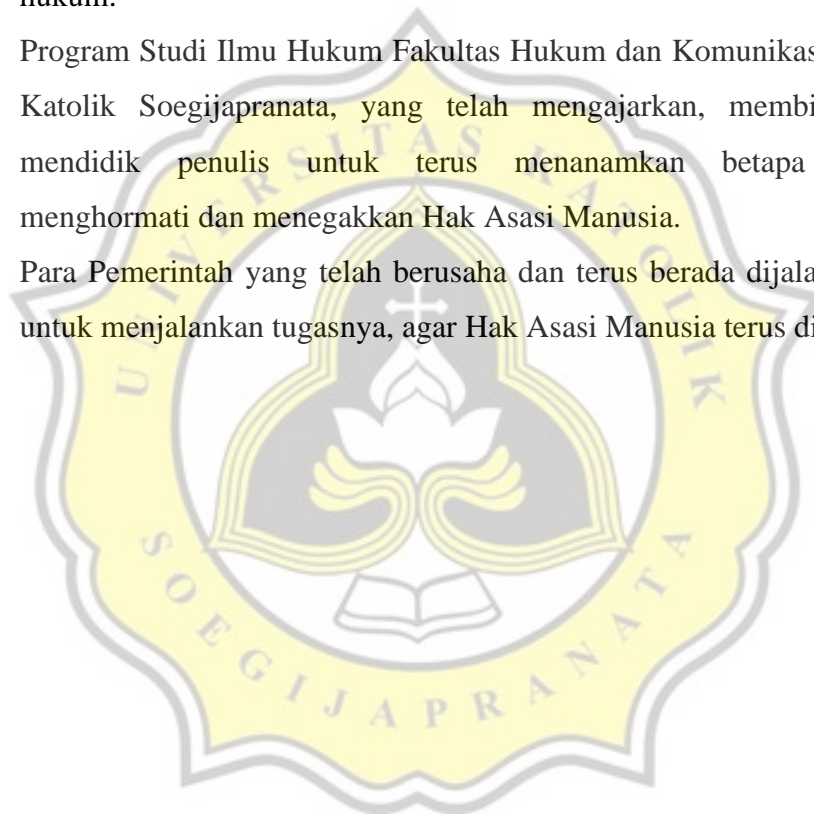 hukum.
Program Studi Ilmu Hukum Fakultas Hukum dan Komunikas
Katolik Soegijapranata, yang telah mengajarkan, membi
mendidik penulis untuk terus menanamkan betapa
menghormati dan menegakkan Hak Asasi Manusia.
Para Pemerintah yang telah berusaha dan terus berada dijala
untuk menjalankan tugasnya, agar Hak Asasi Manusia terus di
UNIVERSITAS KATOLIK
SOEGIJAPRANATA